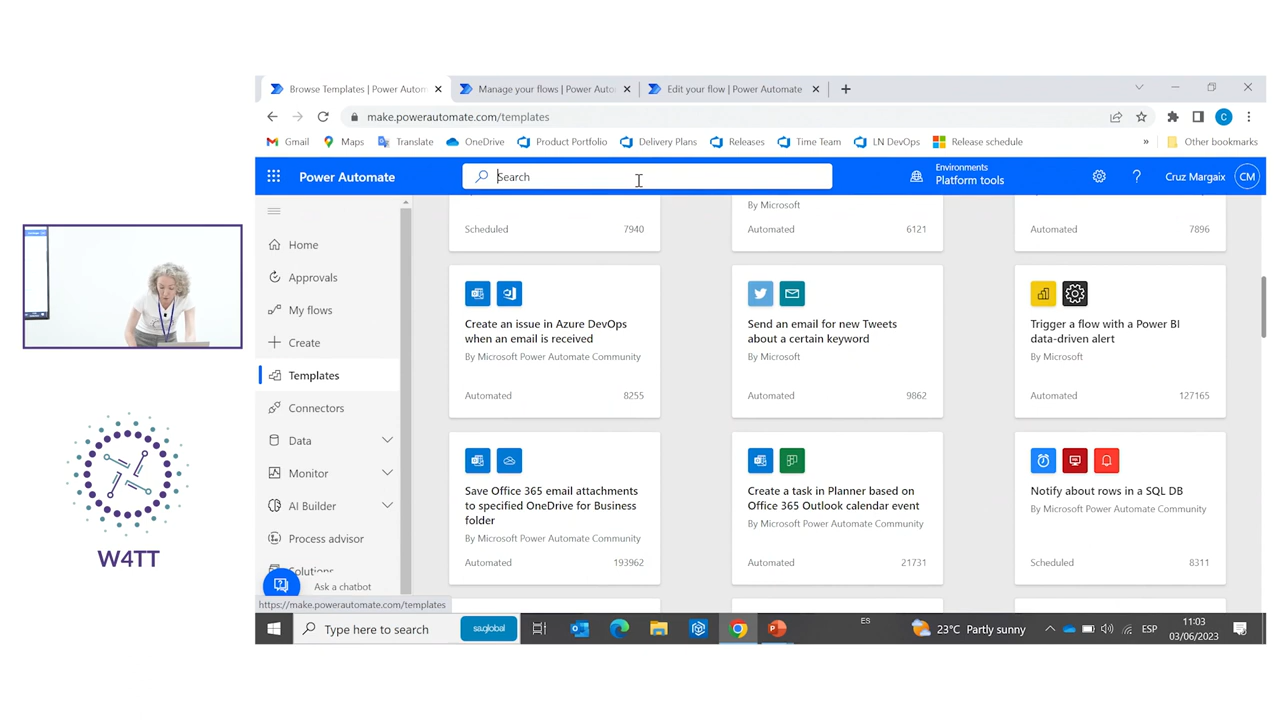 Browse Templates | Power Autom
Manage your flows | Power Auto
Edit your flow | Power Automate
make.powerautomate.com/templates
C
Gmail
Maps
Translate
OneDrive
Product Portfolio
Delivery Plans
Releases
Time Team
LN DevOps
Release schedule
»
Other bookmarks
Power Automate
Search
Environments
Platform tools
?
Cruz Margaix
CM
Home
Approvals
My flows
Create
Templates
Connectors
Data
Monitor
AI Builder
Process advisor
Solutions
Ask a chatbot
https://make.powerautomate.com/templates
Scheduled 7940
By Microsoft
Automated 6121
Automated 7896
Create an issue in Azure DevOps
when an email is received
By Microsoft Power Automate Community
Automated 8255
Send an email for new Tweets
about a certain keyword
By Microsoft
Automated 9862
Trigger a flow with a Power BI
data-driven alert
By Microsoft
Automated 127165
Save Office 365 email attachments
to specified OneDrive for Business
folder
By Microsoft Power Automate Community
Automated 193962
Create a task in Planner based on
Office 365 Outlook calendar event
By Microsoft Power Automate Community
Automated 21731
Notify about rows in a SQL DB
By Microsoft Power Automate Community
Scheduled 8311
W4TT
Type here to search
sa.global
ES
23°C Partly sunny
ESP
11:03
03/06/2023